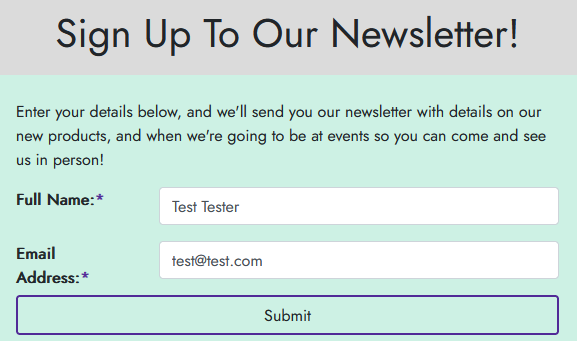 Sign Up To Our Newsletter!
Enter your details below, and we'll send you our newsletter with details on our
new products, and when we're going to be at events so you can come and see
us in person!
Full Name:*
Test Tester
Email
Address:*
test@test.com
Submit